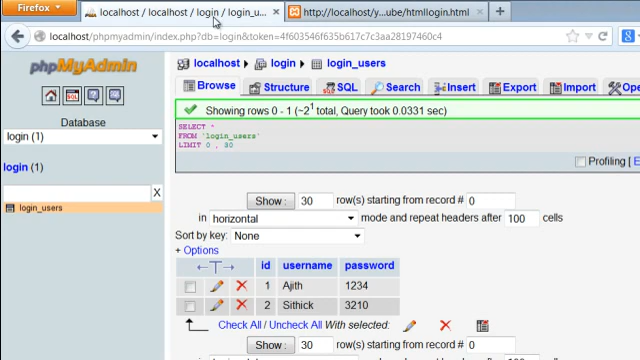 Firefox
localhost / localhost / login / login_u...
http://localhost/y...ube/htmllogin.html
localhost/phpmyadmin/index.php?db=login&token=4f603546f635b617c7c3aa28197460c4
phpMyAdmin
SQL
Database
login (1)
login (1)
X
login_users
localhost
login
login_users
Browse
Structure
SQL
Search
Insert
Export
Import
Ope
Showing rows 0 - 1 (~2¹ total, Query took 0.0331 sec)
SELECT *
FROM `login_users`
LIMIT 0 , 30
Profiling [
Show :
30
row(s) starting from record #
0
in
horizontal
mode and repeat headers after
100
cells
Sort by key:
None
+ Options
id username password
1 Ajith 1234
2 Sithick 3210
Check All / Uncheck All With selected:
Show :
30
row(s) starting from record #
0